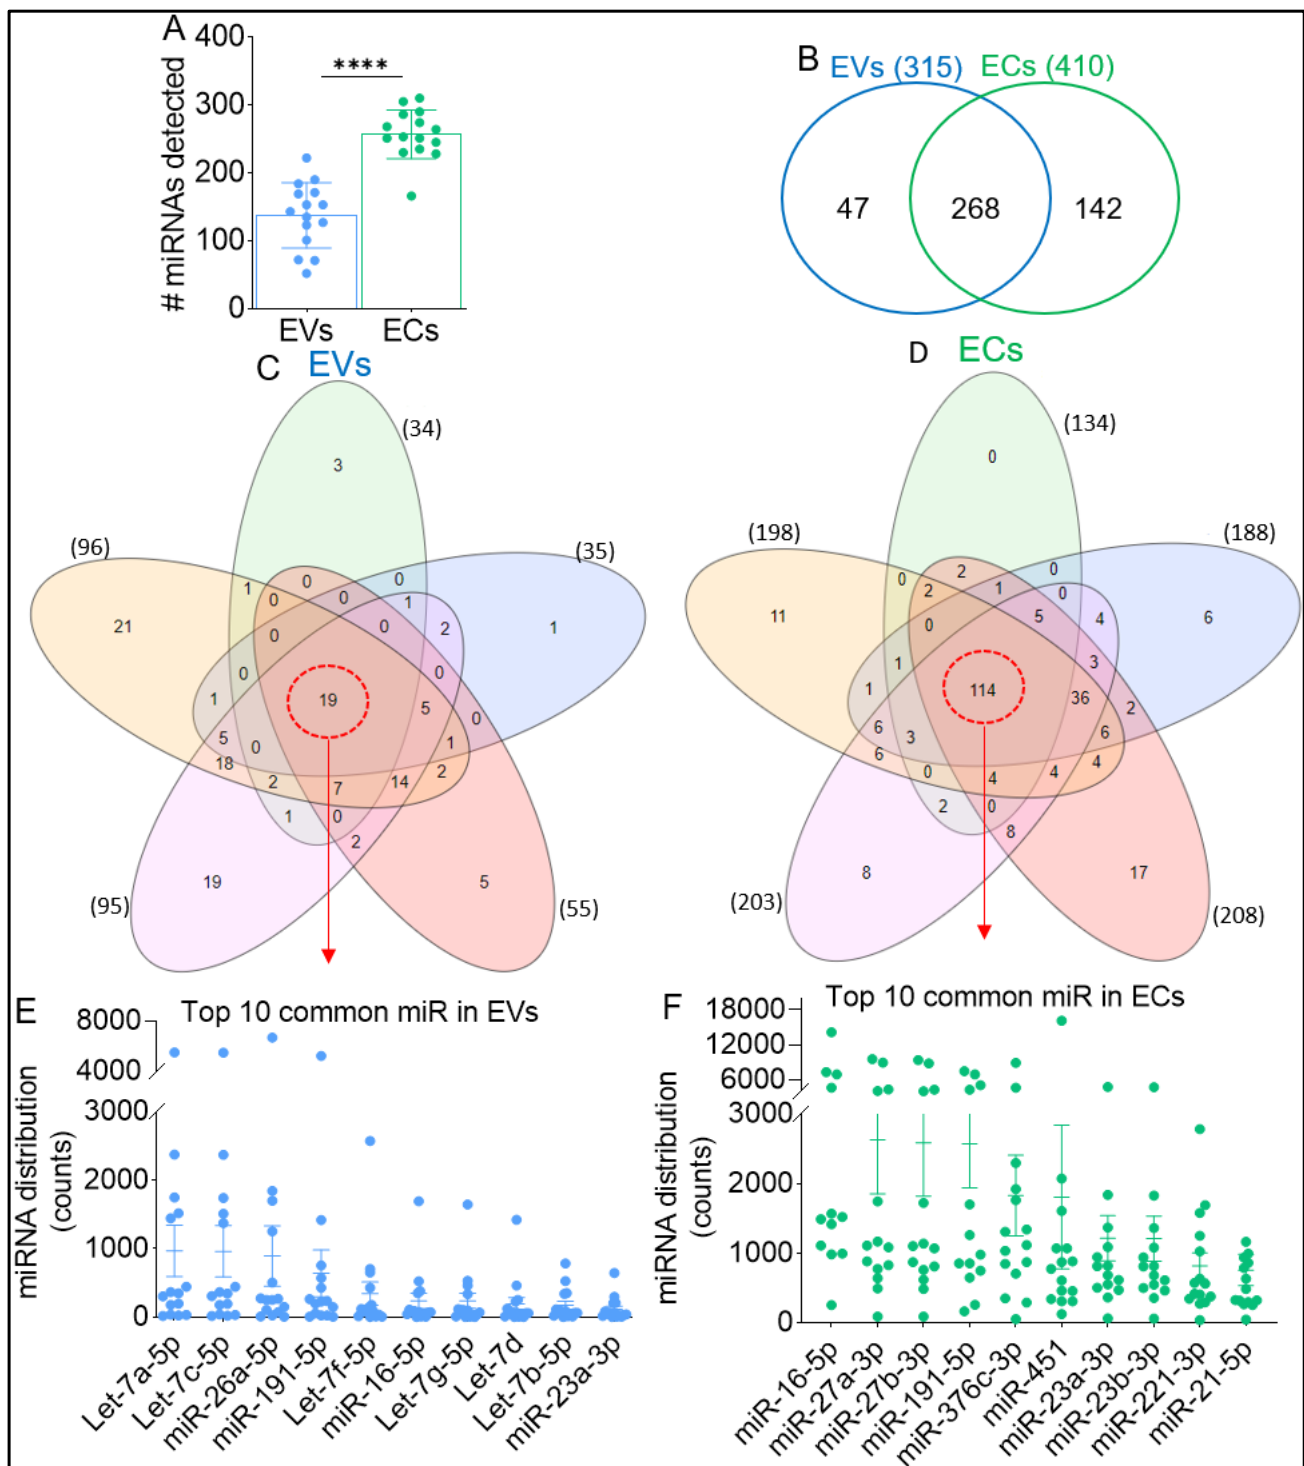 A
400
300
200
100
0
# miRNAs detected
****
EVs
ECs
B
EVs (315)
ECs (410)
47
268
142
C
EVs
(34)
3
(96)
(35)
1
0
0
0
0
1
21
0
0
2
1
0
0
0
19
5
0
1
5
0
1
18
2
7
14
2
1
0
2
19
5
(95)
(55)
D
ECs
(134)
0
(198)
(188)
0
2
0
2
1
0
11
5
4
6
0
3
1
114
36
2
1
6
3
6
6
0
4
4
4
2
0
8
8
17
(203)
(208)
E
Top 10 common miR in EVs
8000
4000
3000
2000
1000
0
miRNA distribution
(counts)
Let-7a-5p
Let-7c-5p
miR-26a-5p
miR-191-5p
Let-7f-5p
miR-16-5p
Let-7g-5p
Let-7d
Let-7b-5p
miR-23a-3p
F
Top 10 common miR in ECs
18000
12000
6000
3000
2000
1000
0
miRNA distribution
(counts)
miR-16-5p
miR-27a-3p
miR-27b-3p
miR-191-5p
miR-376c-3p
miR-451
miR-23a-3p
miR-23b-3p
miR-221-3p
miR-21-5p